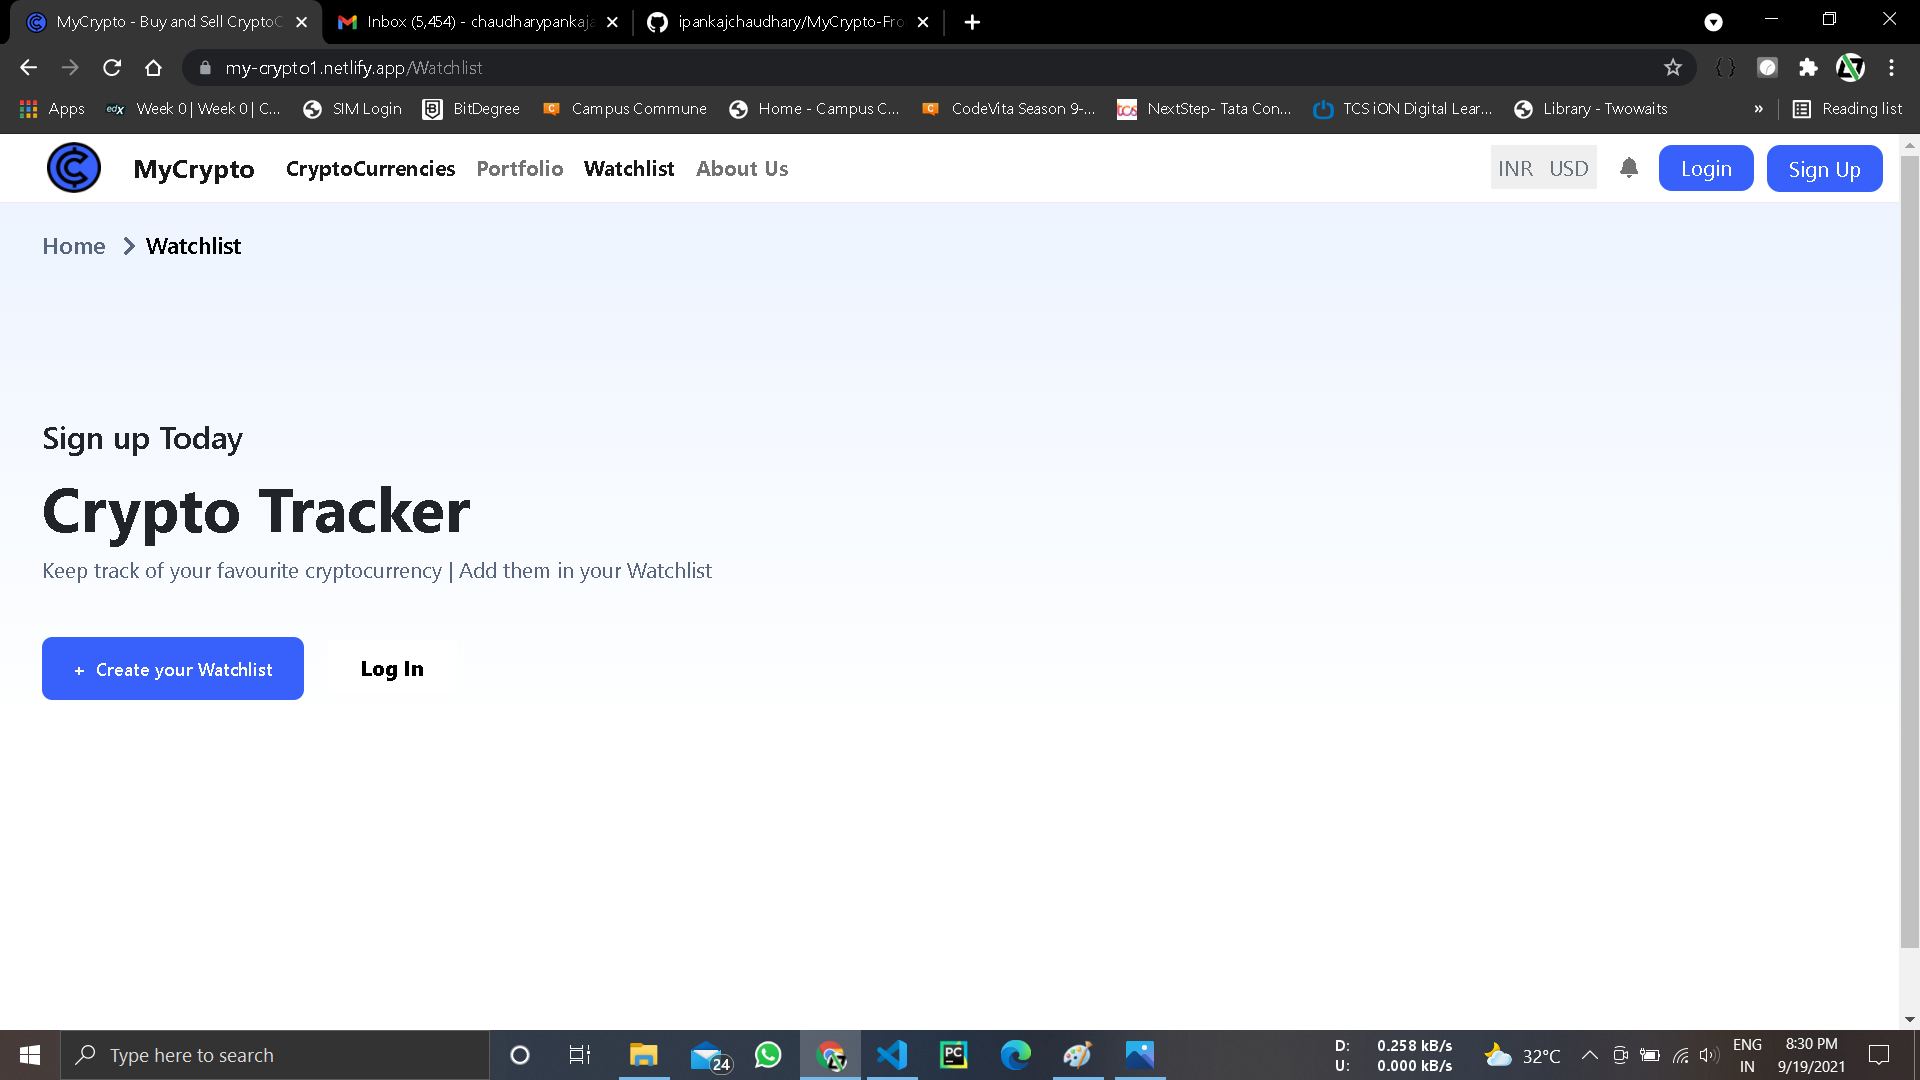 MyCrypto - Buy and Sell CryptoC
Inbox (5,454) - chaudharypankaja
ipankajchaudhary/MyCrypto-Fro
my-crypto1.netlify.app/Watchlist
Apps
edX
Week 0 | Week 0 | C...
SIM Login
BitDegree
Campus Commune
Home - Campus C...
CodeVita Season 9-...
tcs
NextStep- Tata Con...
TCS iON Digital Lear...
Library - Twowaits
»
Reading list
MyCrypto
CryptoCurrencies
Portfolio
Watchlist
About Us
INR
USD
Login
Sign Up
Home
Watchlist
Sign up Today
Crypto Tracker
Keep track of your favourite cryptocurrency | Add them in your Watchlist
+ Create your Watchlist
Log In
Type here to search
24
PC
D: 0.258 kB/s
U: 0.000 kB/s
32°C
ENG
IN
8:30 PM
9/19/2021